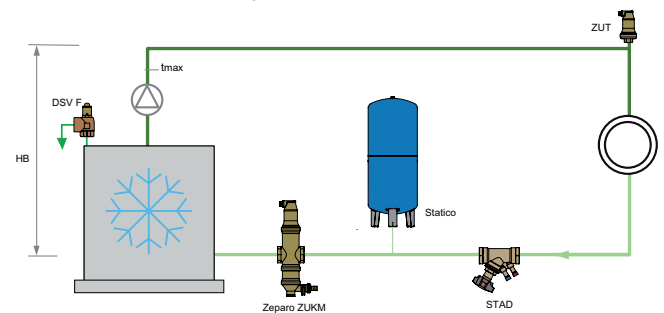 ZUT
tmax
DSV F
HB
Statico
Zeparo ZUKM
STAD